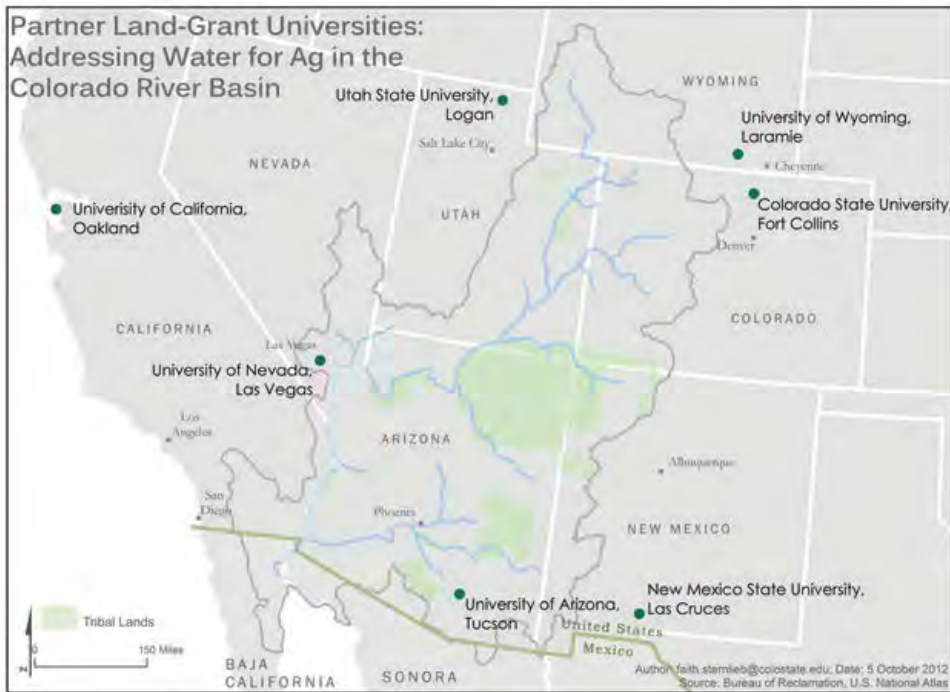 Partner Land-Grant Universities:
Addressing Water for Ag in the
Colorado River Basin
WYOMING
Utah State University,
Logan
University of Wyoming,
Laramie
Salt Lake City
Cheyenne
NEVADA
UTAH
Univerisity of California,
Oakland
Colorado State University,
Fort Collins
Denver
COLORADO
CALIFORNIA
Las Vegas
University of Nevada,
Las Vegas
Los
Angeles
ARIZONA
Albuquerque
San
Diego
Phoenix
NEW MEXICO
University of Arizona,
Tucson
New Mexico State University,
Las Cruces
United States
Mexico
Tribal Lands
150 Miles
0
N
BAJA
CALIFORNIA
SONORA
Author: faith.sternlieb@colostate.edu; Date: 5 October 2012
Source: Bureau of Reclamation, U.S. National Atlas